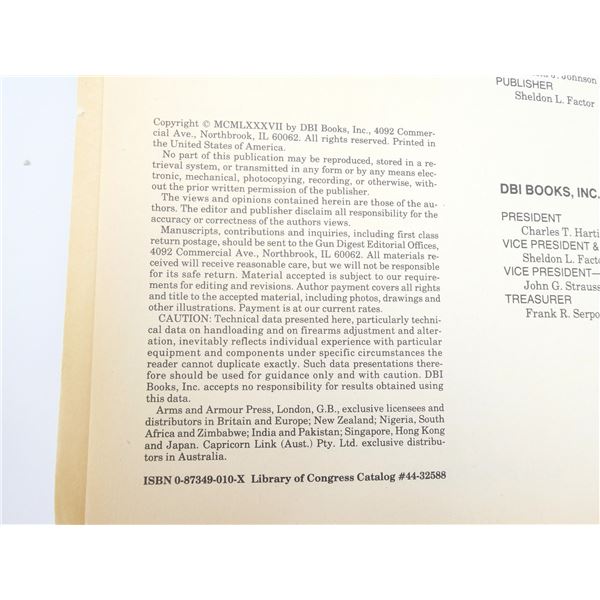 Copyright © MCMLXXXVII by DBI Books, Inc., 4092 Commer-
cial Ave., Northbrook, IL 60062. All rights reserved. Printed in
the United States of America.
No part of this publication may be reproduced, stored in a re-
trieval system, or transmitted in any form or by any means elec-
tronic, mechanical, photocopying, recording, or otherwise, with-
out the prior written permission of the publisher.
The views and opinions contained herein are those of the au-
thors. The editor and publisher disclaim all responsibility for the
accuracy or correctness of the authors views.
Manuscripts, contributions and inquiries, including first class
return postage, should be sent to the Gun Digest Editorial Offices,
4092 Commercial Ave., Northbrook, IL 60062. All materials re-
ceived will receive reasonable care, but we will not be responsible
for its safe return. Material accepted is subject to our require-
ments for editing and revisions. Author payment covers all rights
and title to the accepted material, including photos, drawings and
other illustrations. Payment is at our current rates.
CAUTION: Technical data presented here, particularly techni-
cal data on handloading and on firearms adjustment and alter-
ation, inevitably reflects individual experience with particular
equipment and components under specific circumstances the
reader cannot duplicate exactly. Such data presentations there-
fore should be used for guidance only and with caution. DBI
Books, Inc. accepts no responsibility for results obtained using
this data.
Arms and Armour Press, London, G.B., exclusive licensees and
distributors in Britain and Europe; New Zealand; Nigeria, South
Africa and Zimbabwe; India and Pakistan; Singapore, Hong Kong
and Japan. Capricorn Link (Aust.) Pty. Ltd. exclusive distribu-
tors in Australia.
ISBN 0-87349-010-X Library of Congress Catalog #44-32588
J. Johnson
PUBLISHER
Sheldon L. Factor
DBI BOOKS, INC.
PRESIDENT
Charles T. Harti
VICE PRESIDENT &
Sheldon L. Facto
VICE PRESIDENT—
John G. Strauss
TREASURER
Frank R. Serpo